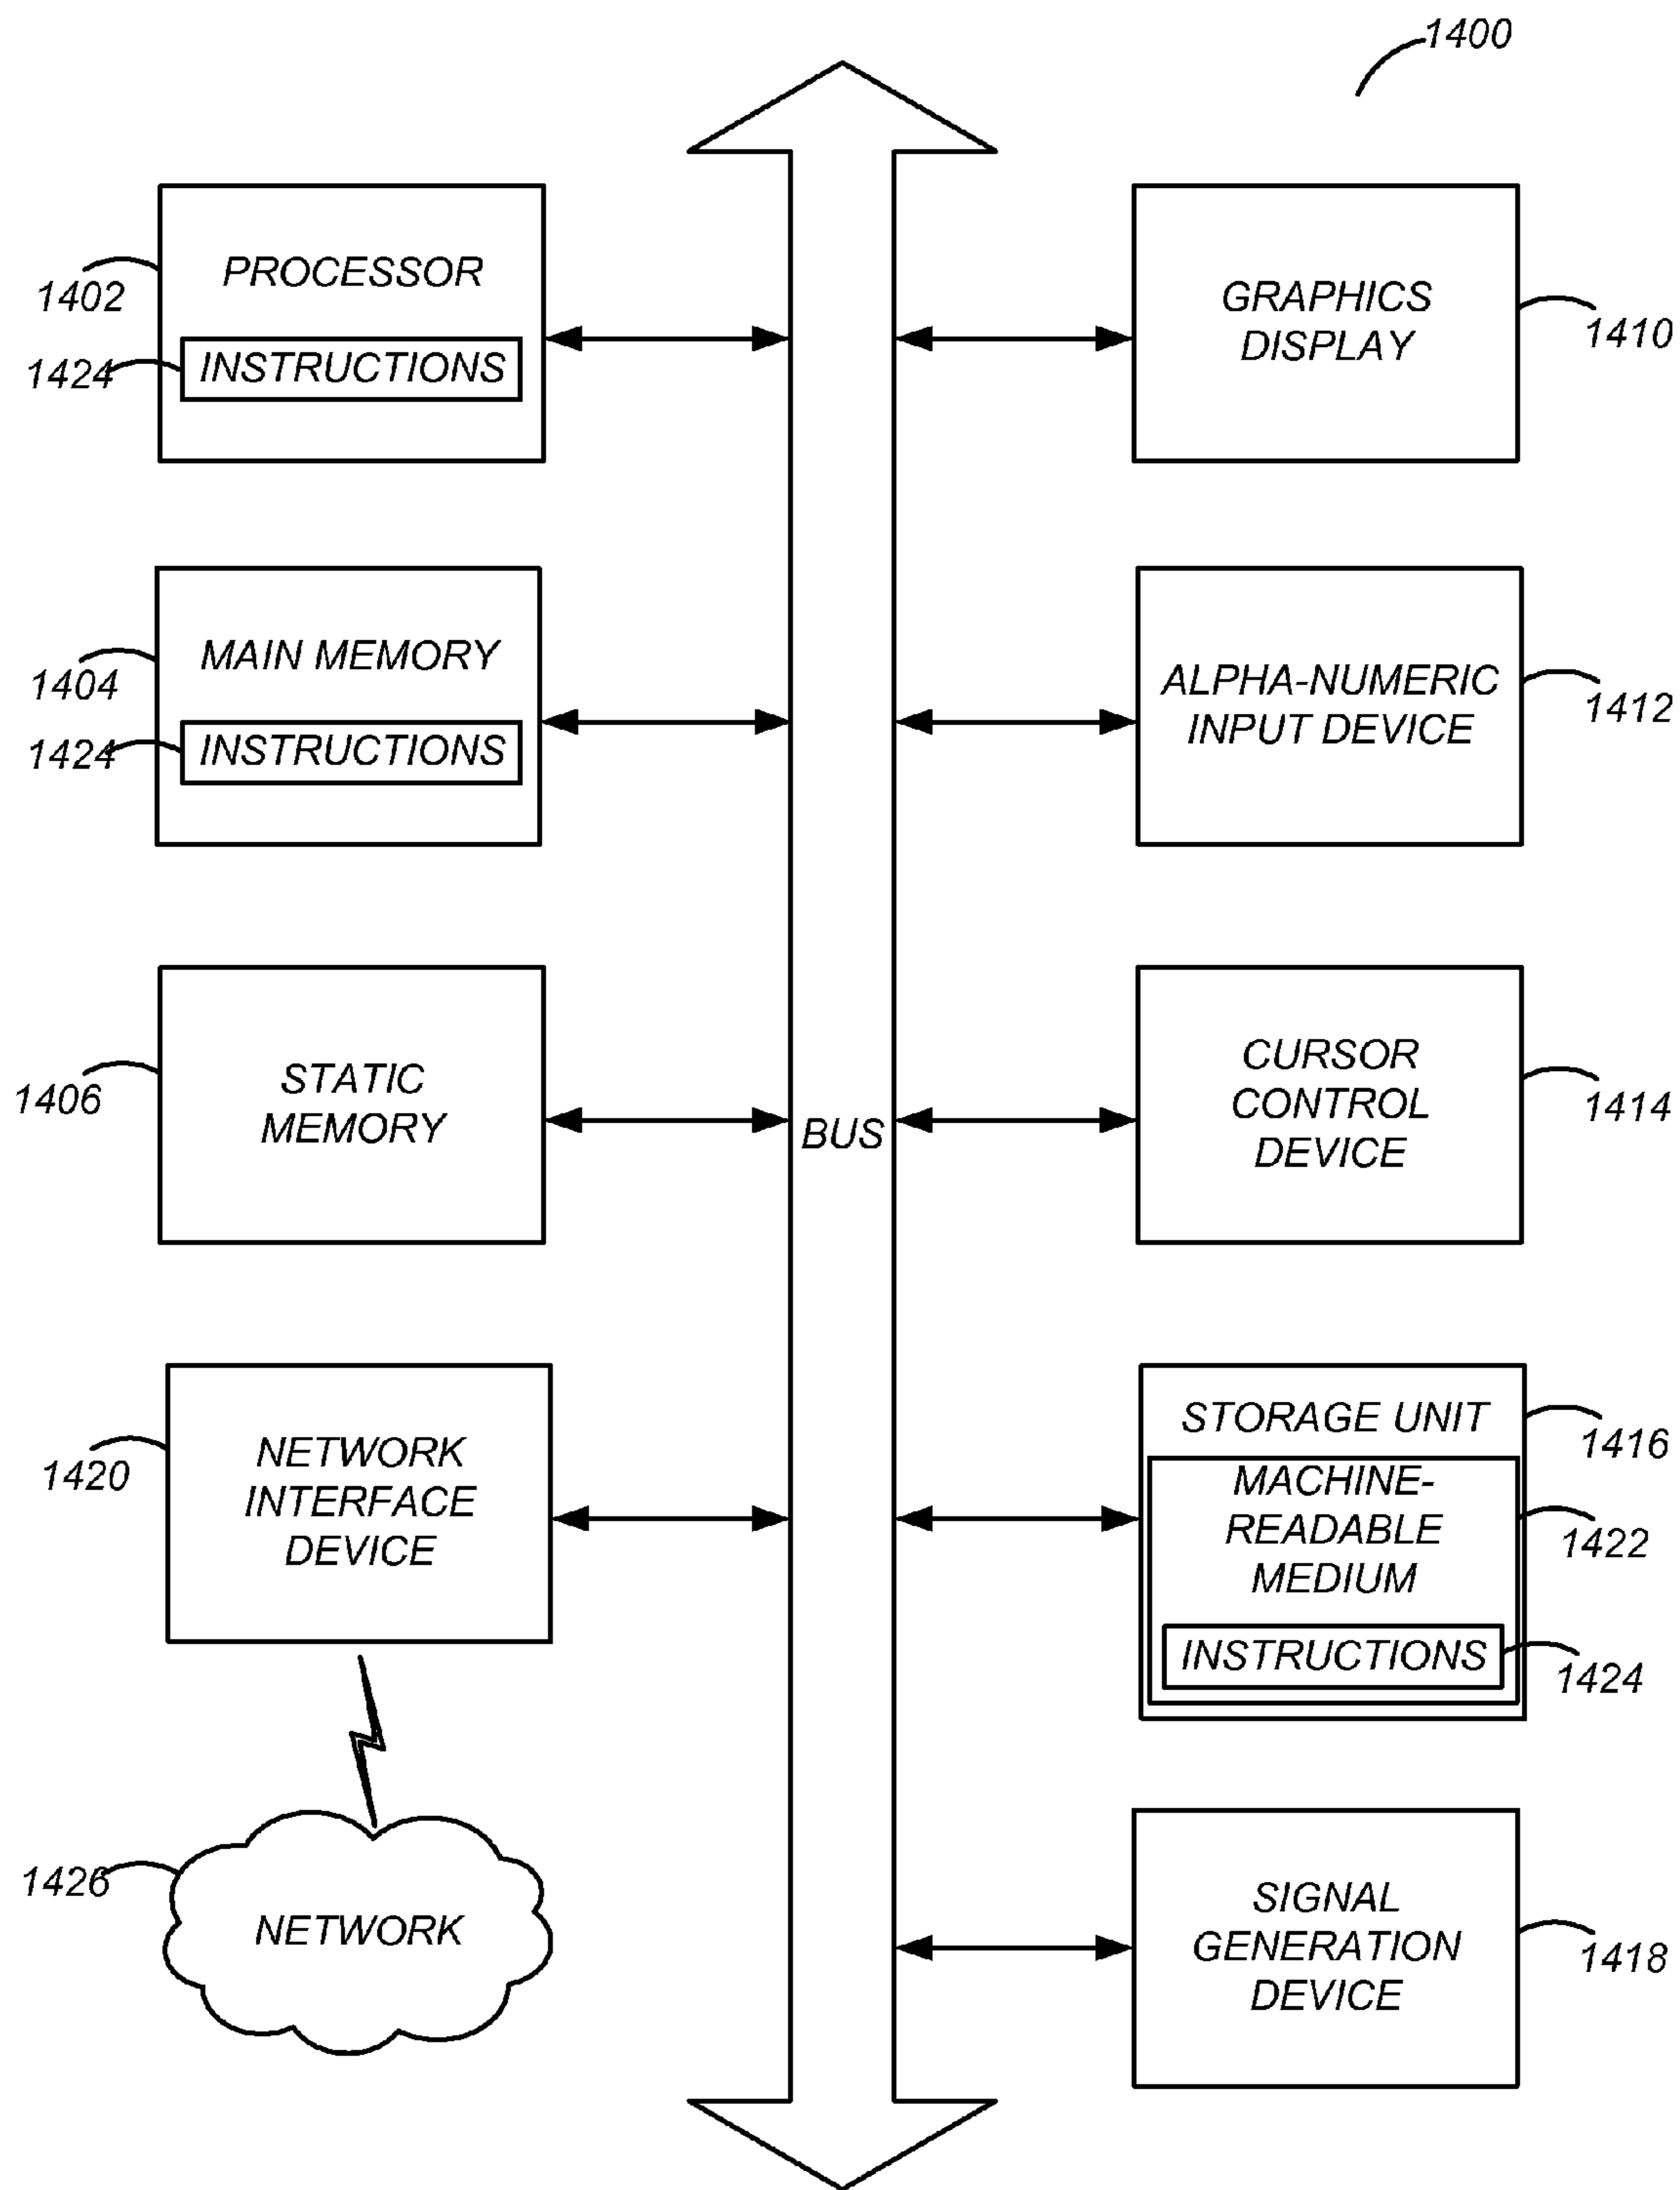 1400
PROCESSOR
1402
INSTRUCTIONS
1424
MAIN MEMORY
1404
INSTRUCTIONS
1424
STATIC
MEMORY
1406
NETWORK
INTERFACE
DEVICE
1420
NETWORK
1426
BUS
GRAPHICS
DISPLAY
1410
ALPHA-NUMERIC
INPUT DEVICE
1412
CURSOR
CONTROL
DEVICE
1414
STORAGE UNIT
1416
MACHINE-
READABLE
MEDIUM
1422
INSTRUCTIONS
1424
SIGNAL
GENERATION
DEVICE
1418